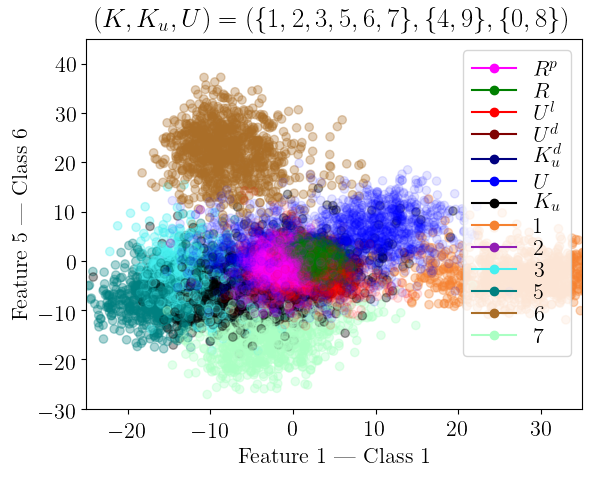 (K, K_u, U) = ({1, 2, 3, 5, 6, 7}, {4, 9}, {0, 8})
Feature 5 — Class 6
40
30
20
10
0
−10
−20
−30
−20
−10
0
10
20
30
Feature 1 — Class 1
R^p
R
U^l
U^d
K_u^d
U
K_u
1
2
3
5
6
7